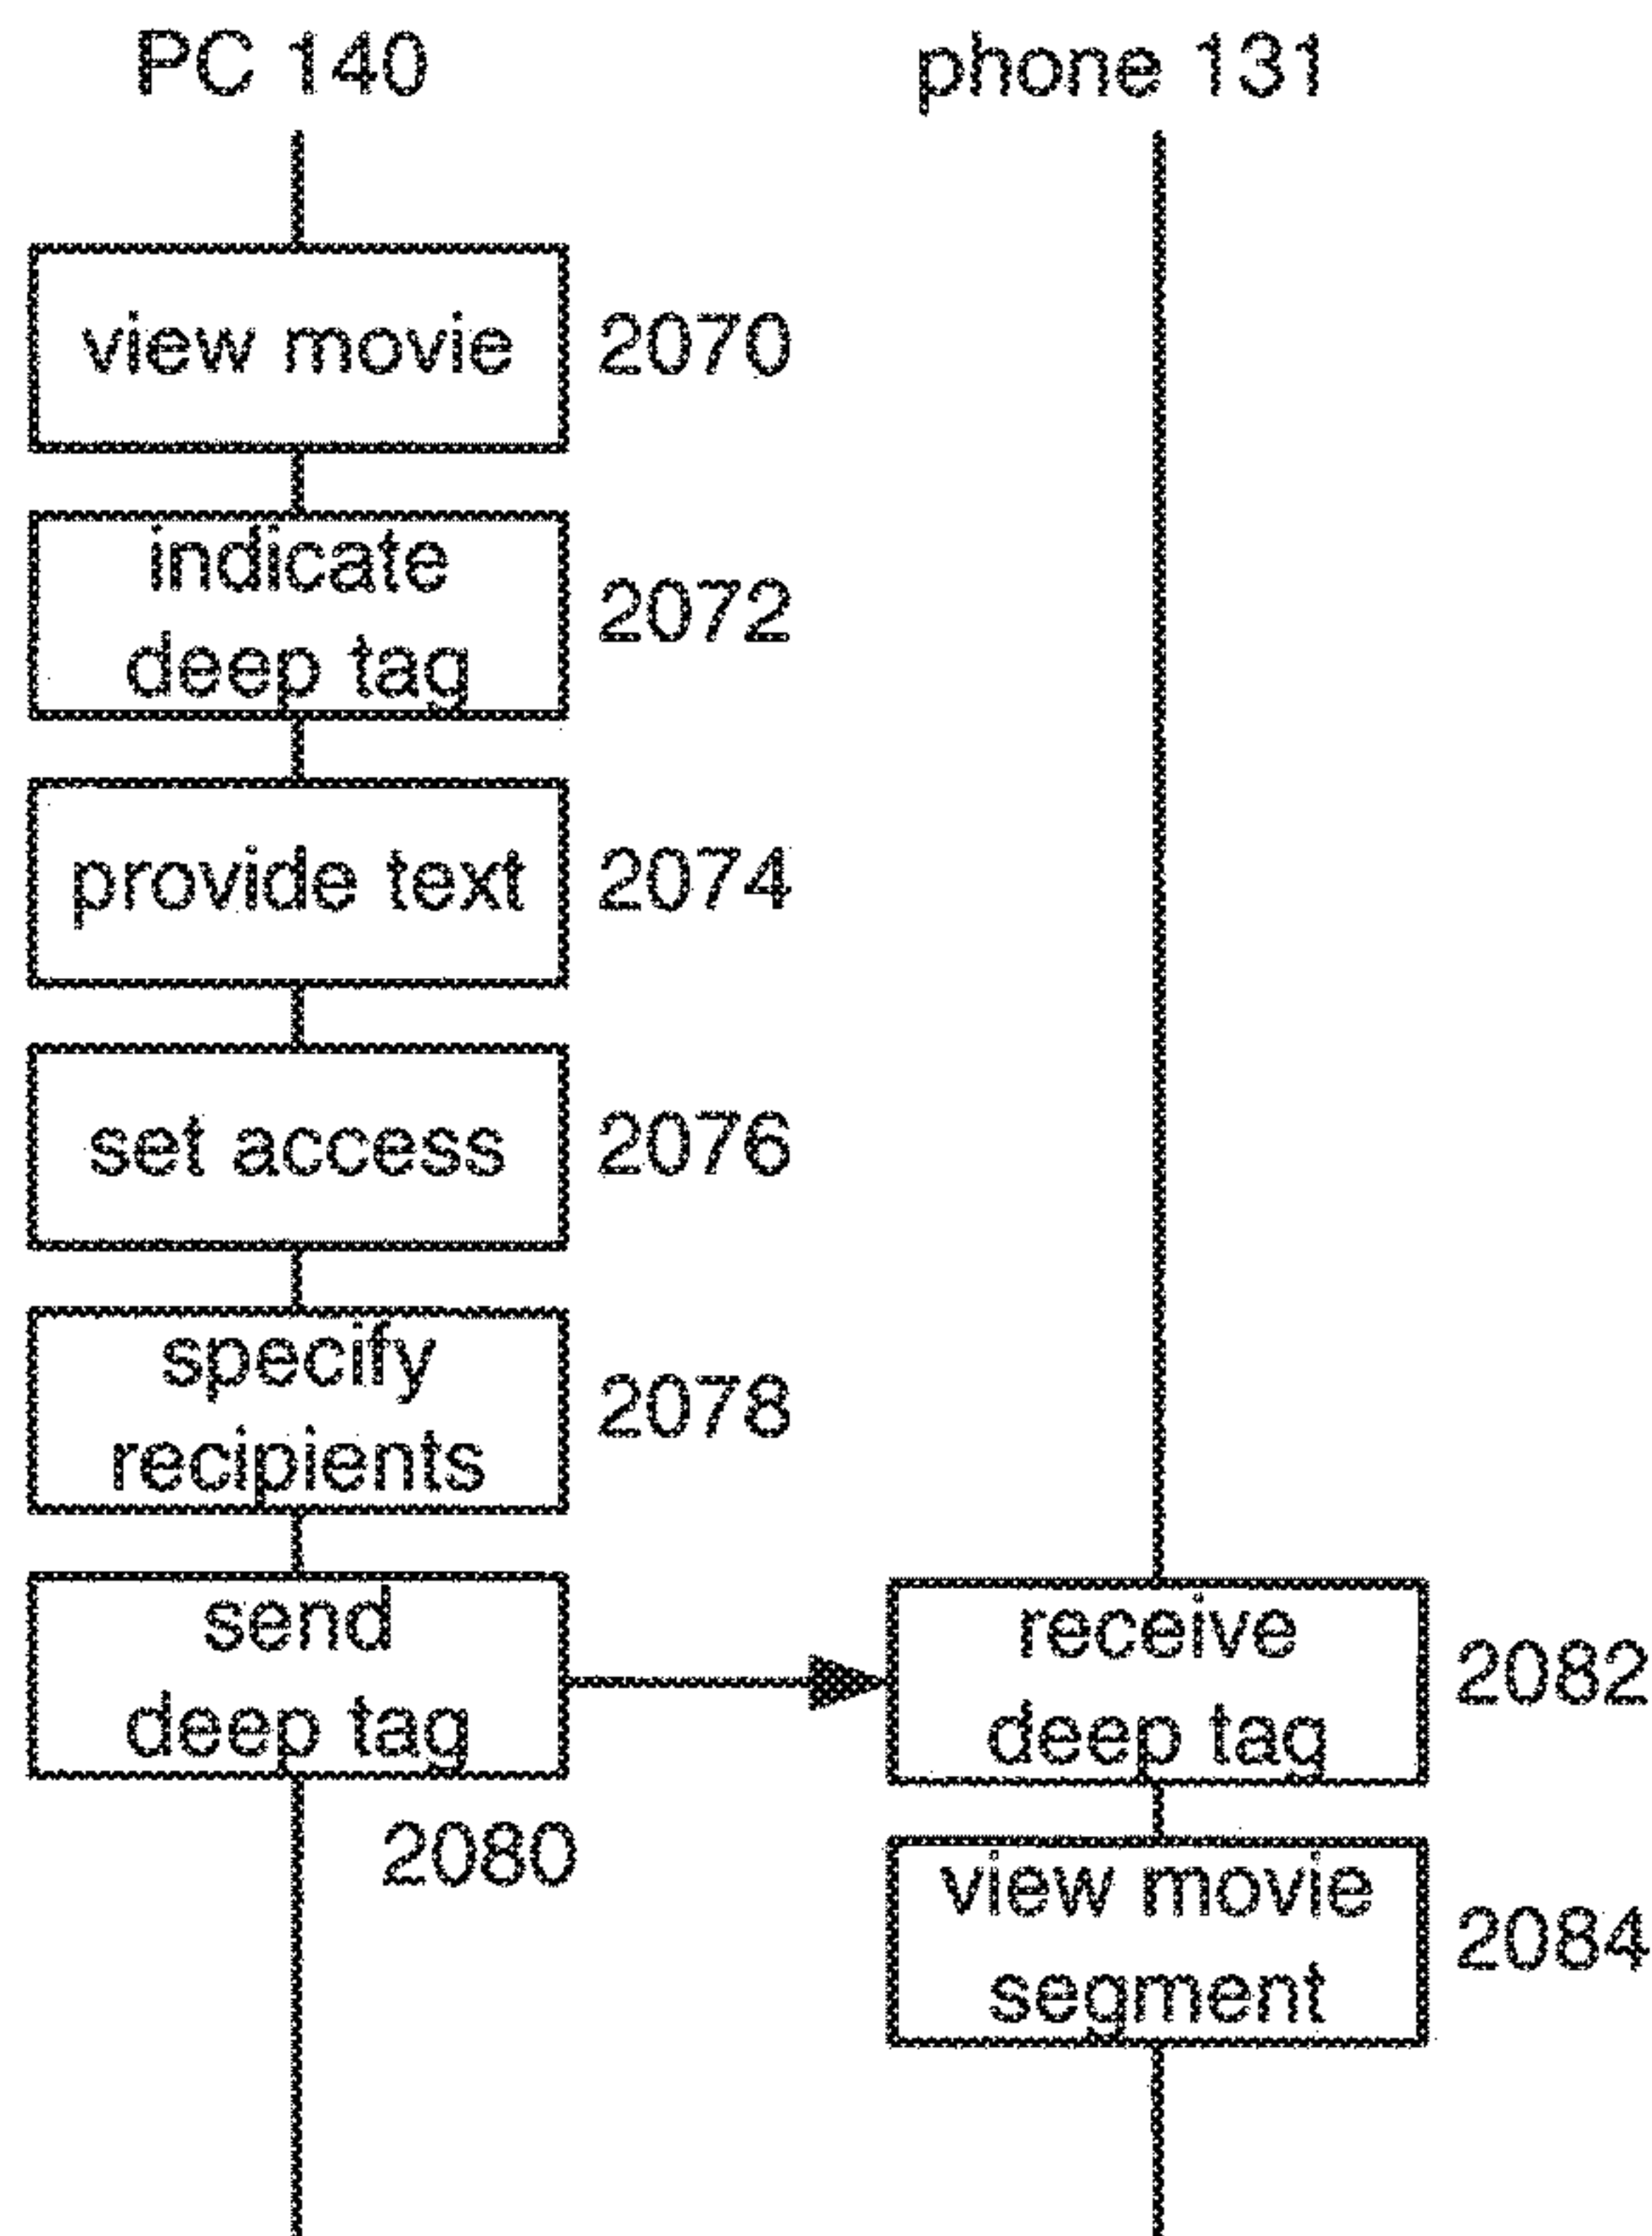 PC 140
phone 131
view movie
2070
indicate
deep tag
2072
provide text
2074
set access
2076
specify
recipients
2078
send
deep tag
2080
receive
deep tag
2082
view movie
segment
2084